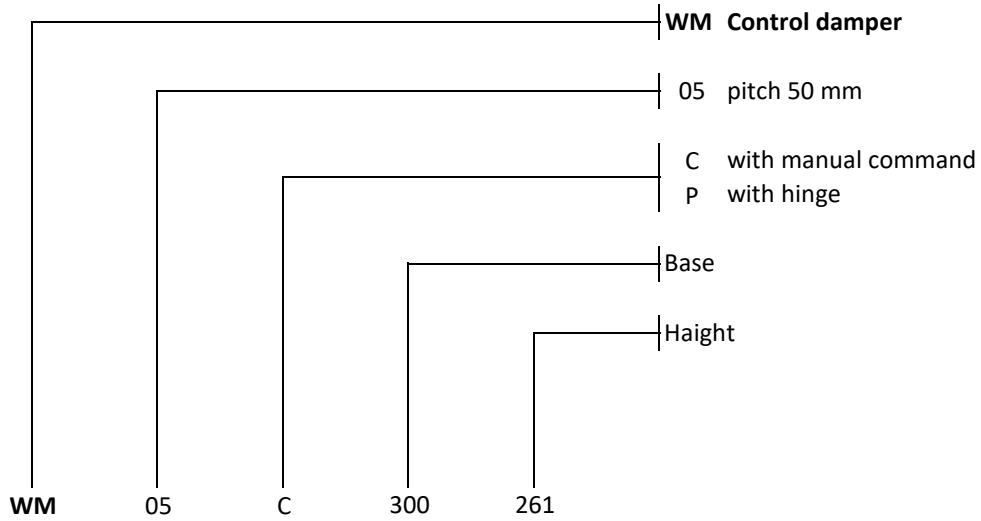 WM Control damper
05 pitch 50 mm
C with manual command
P with hinge
Base
Haight
WM 05 C 300 261